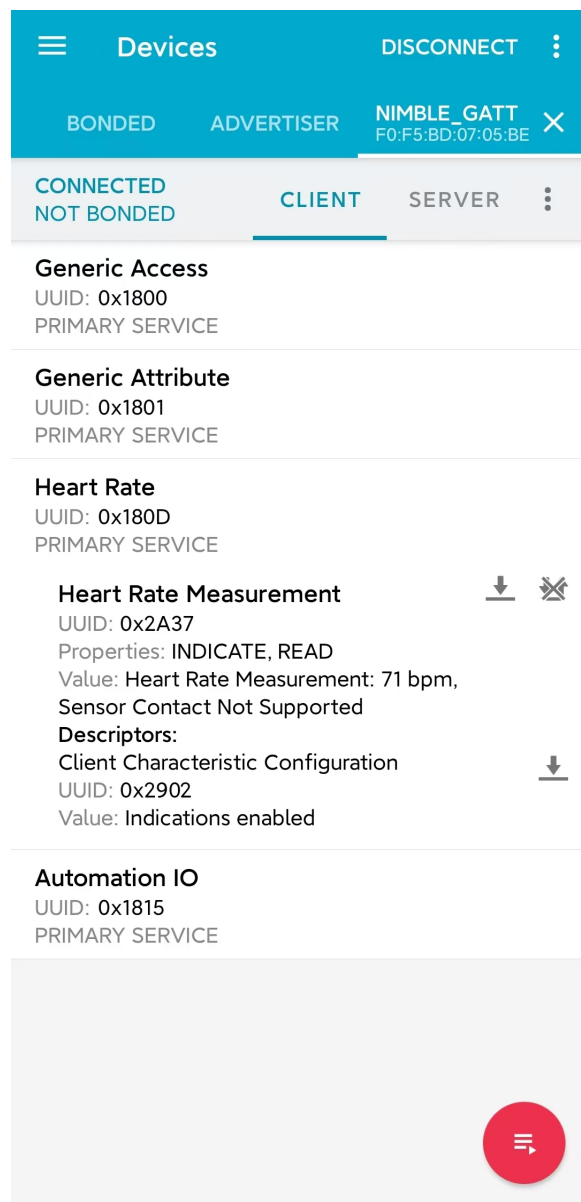 Devices
DISCONNECT
BONDED
ADVERTISER
NIMBLE_GATT
F0:F5:BD:07:05:BE
CONNECTED
NOT BONDED
CLIENT
SERVER
Generic Access
UUID: 0x1800
PRIMARY SERVICE
Generic Attribute
UUID: 0x1801
PRIMARY SERVICE
Heart Rate
UUID: 0x180D
PRIMARY SERVICE
Heart Rate Measurement
UUID: 0x2A37
Properties: INDICATE, READ
Value: Heart Rate Measurement: 71 bpm,
Sensor Contact Not Supported
Descriptors:
Client Characteristic Configuration
UUID: 0x2902
Value: Indications enabled
Automation IO
UUID: 0x1815
PRIMARY SERVICE